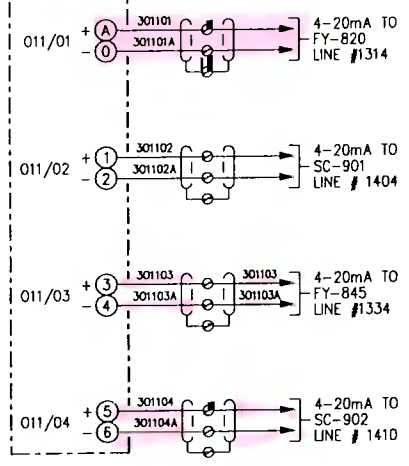 011/01 + A 301101 4-20mA TO
- 0 301101A FY-820
LINE #1314
011/02 + 1 301102 4-20mA TO
- 2 301102A SC-901
LINE # 1404
011/03 + 3 301103 301103 4-20mA TO
- 4 301103A 301103A FY-845
LINE #1334
011/04 + 5 301104 4-20mA TO
- 6 301104A SC-902
LINE # 1410